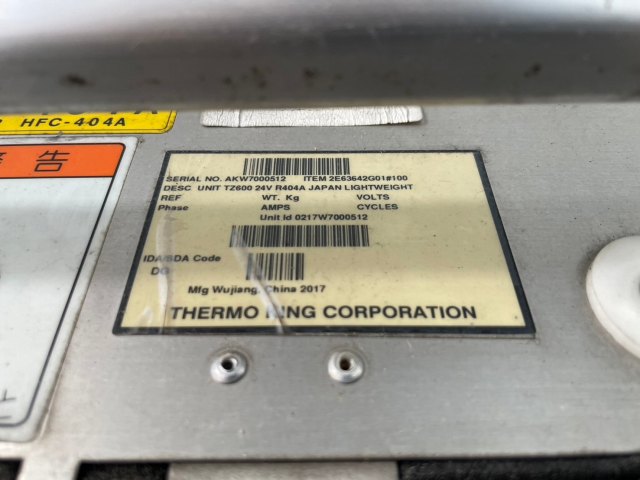 HFC-404A
警告
SERIAL NO. AKW7000512 ITEM 2E63642G01#100
DESC UNIT TZ600 24V R404A JAPAN LIGHTWEIGHT
REF WT. Kg VOLTS
Phase AMPS CYCLES
Unit Id 0217W7000512
IDA/SDA Code
DG
Mfg Wujiang, China 2017
THERMO KING CORPORATION